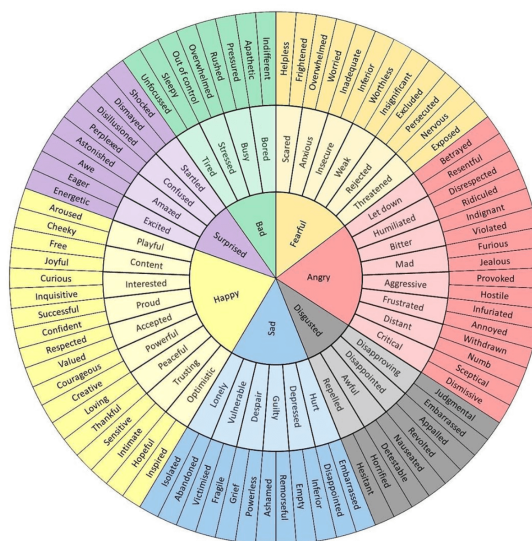 Fearful
Angry
Disgusted
Sad
Happy
Surprised
Bad
Scared
Anxious
Insecure
Weak
Rejected
Threatened
Let down
Humiliated
Bitter
Mad
Aggressive
Frustrated
Distant
Critical
Disapproving
Disappointed
Awful
Repelled
Hurt
Depressed
Guilty
Despair
Vulnerable
Lonely
Optimistic
Trusting
Peaceful
Powerful
Accepted
Proud
Interested
Content
Playful
Excited
Amazed
Confused
Startled
Tired
Stressed
Busy
Bored
Helpless
Frightened
Overwhelmed
Worried
Inadequate
Inferior
Worthless
Insignificant
Excluded
Persecuted
Nervous
Exposed
Betrayed
Resentful
Disrespected
Ridiculed
Indignant
Violated
Furious
Jealous
Provoked
Hostile
Infuriated
Annoyed
Withdrawn
Numb
Sceptical
Dismissive
Judgmental
Embarrassed
Appalled
Revolted
Nauseated
Detestable
Horrified
Hesitant
Embarrassed
Disappointed
Inferior
Empty
Remorseful
Ashamed
Powerless
Grief
Fragile
Victimised
Abandoned
Isolated
Inspired
Hopeful
Intimate
Sensitive
Thankful
Loving
Creative
Courageous
Valued
Respected
Confident
Successful
Inquisitive
Curious
Joyful
Free
Cheeky
Aroused
Energetic
Eager
Awe
Astonished
Perplexed
Disillusioned
Dismayed
Shocked
Unfocussed
Sleepy
Out of control
Overwhelmed
Rushed
Pressured
Apathetic
Indifferent